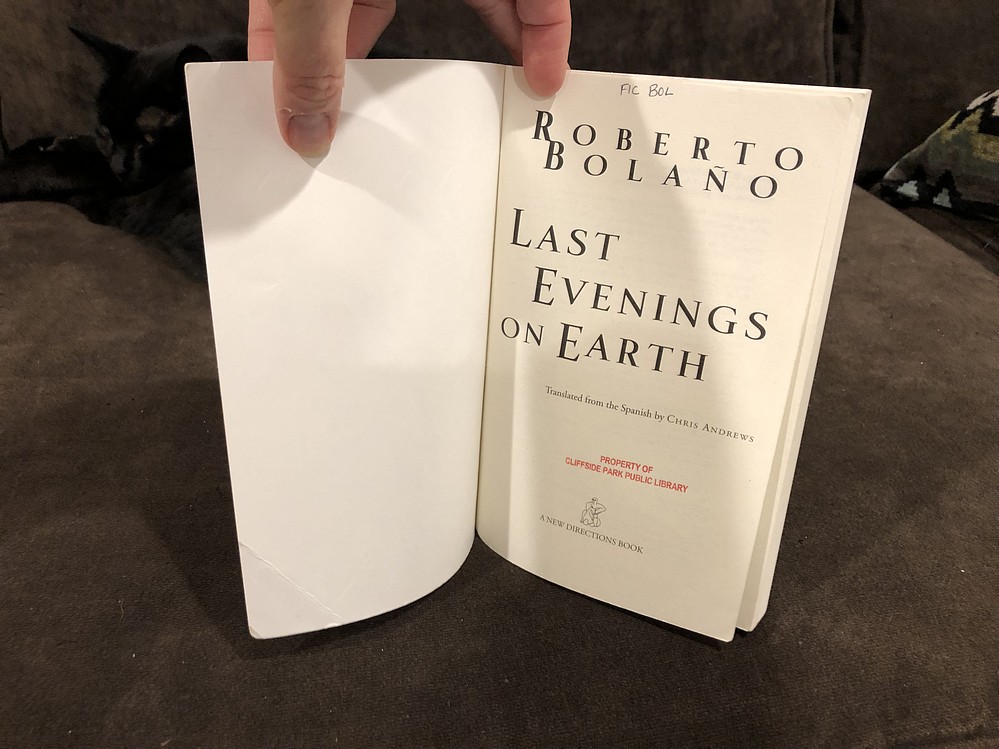 FIC BOL
ROBERTO
BOLAÑO
LAST
EVENINGS
ON EARTH
Translated from the Spanish by CHRIS ANDREWS
PROPERTY OF
CLIFFSIDE PARK PUBLIC LIBRARY
A NEW DIRECTIONS BOOK